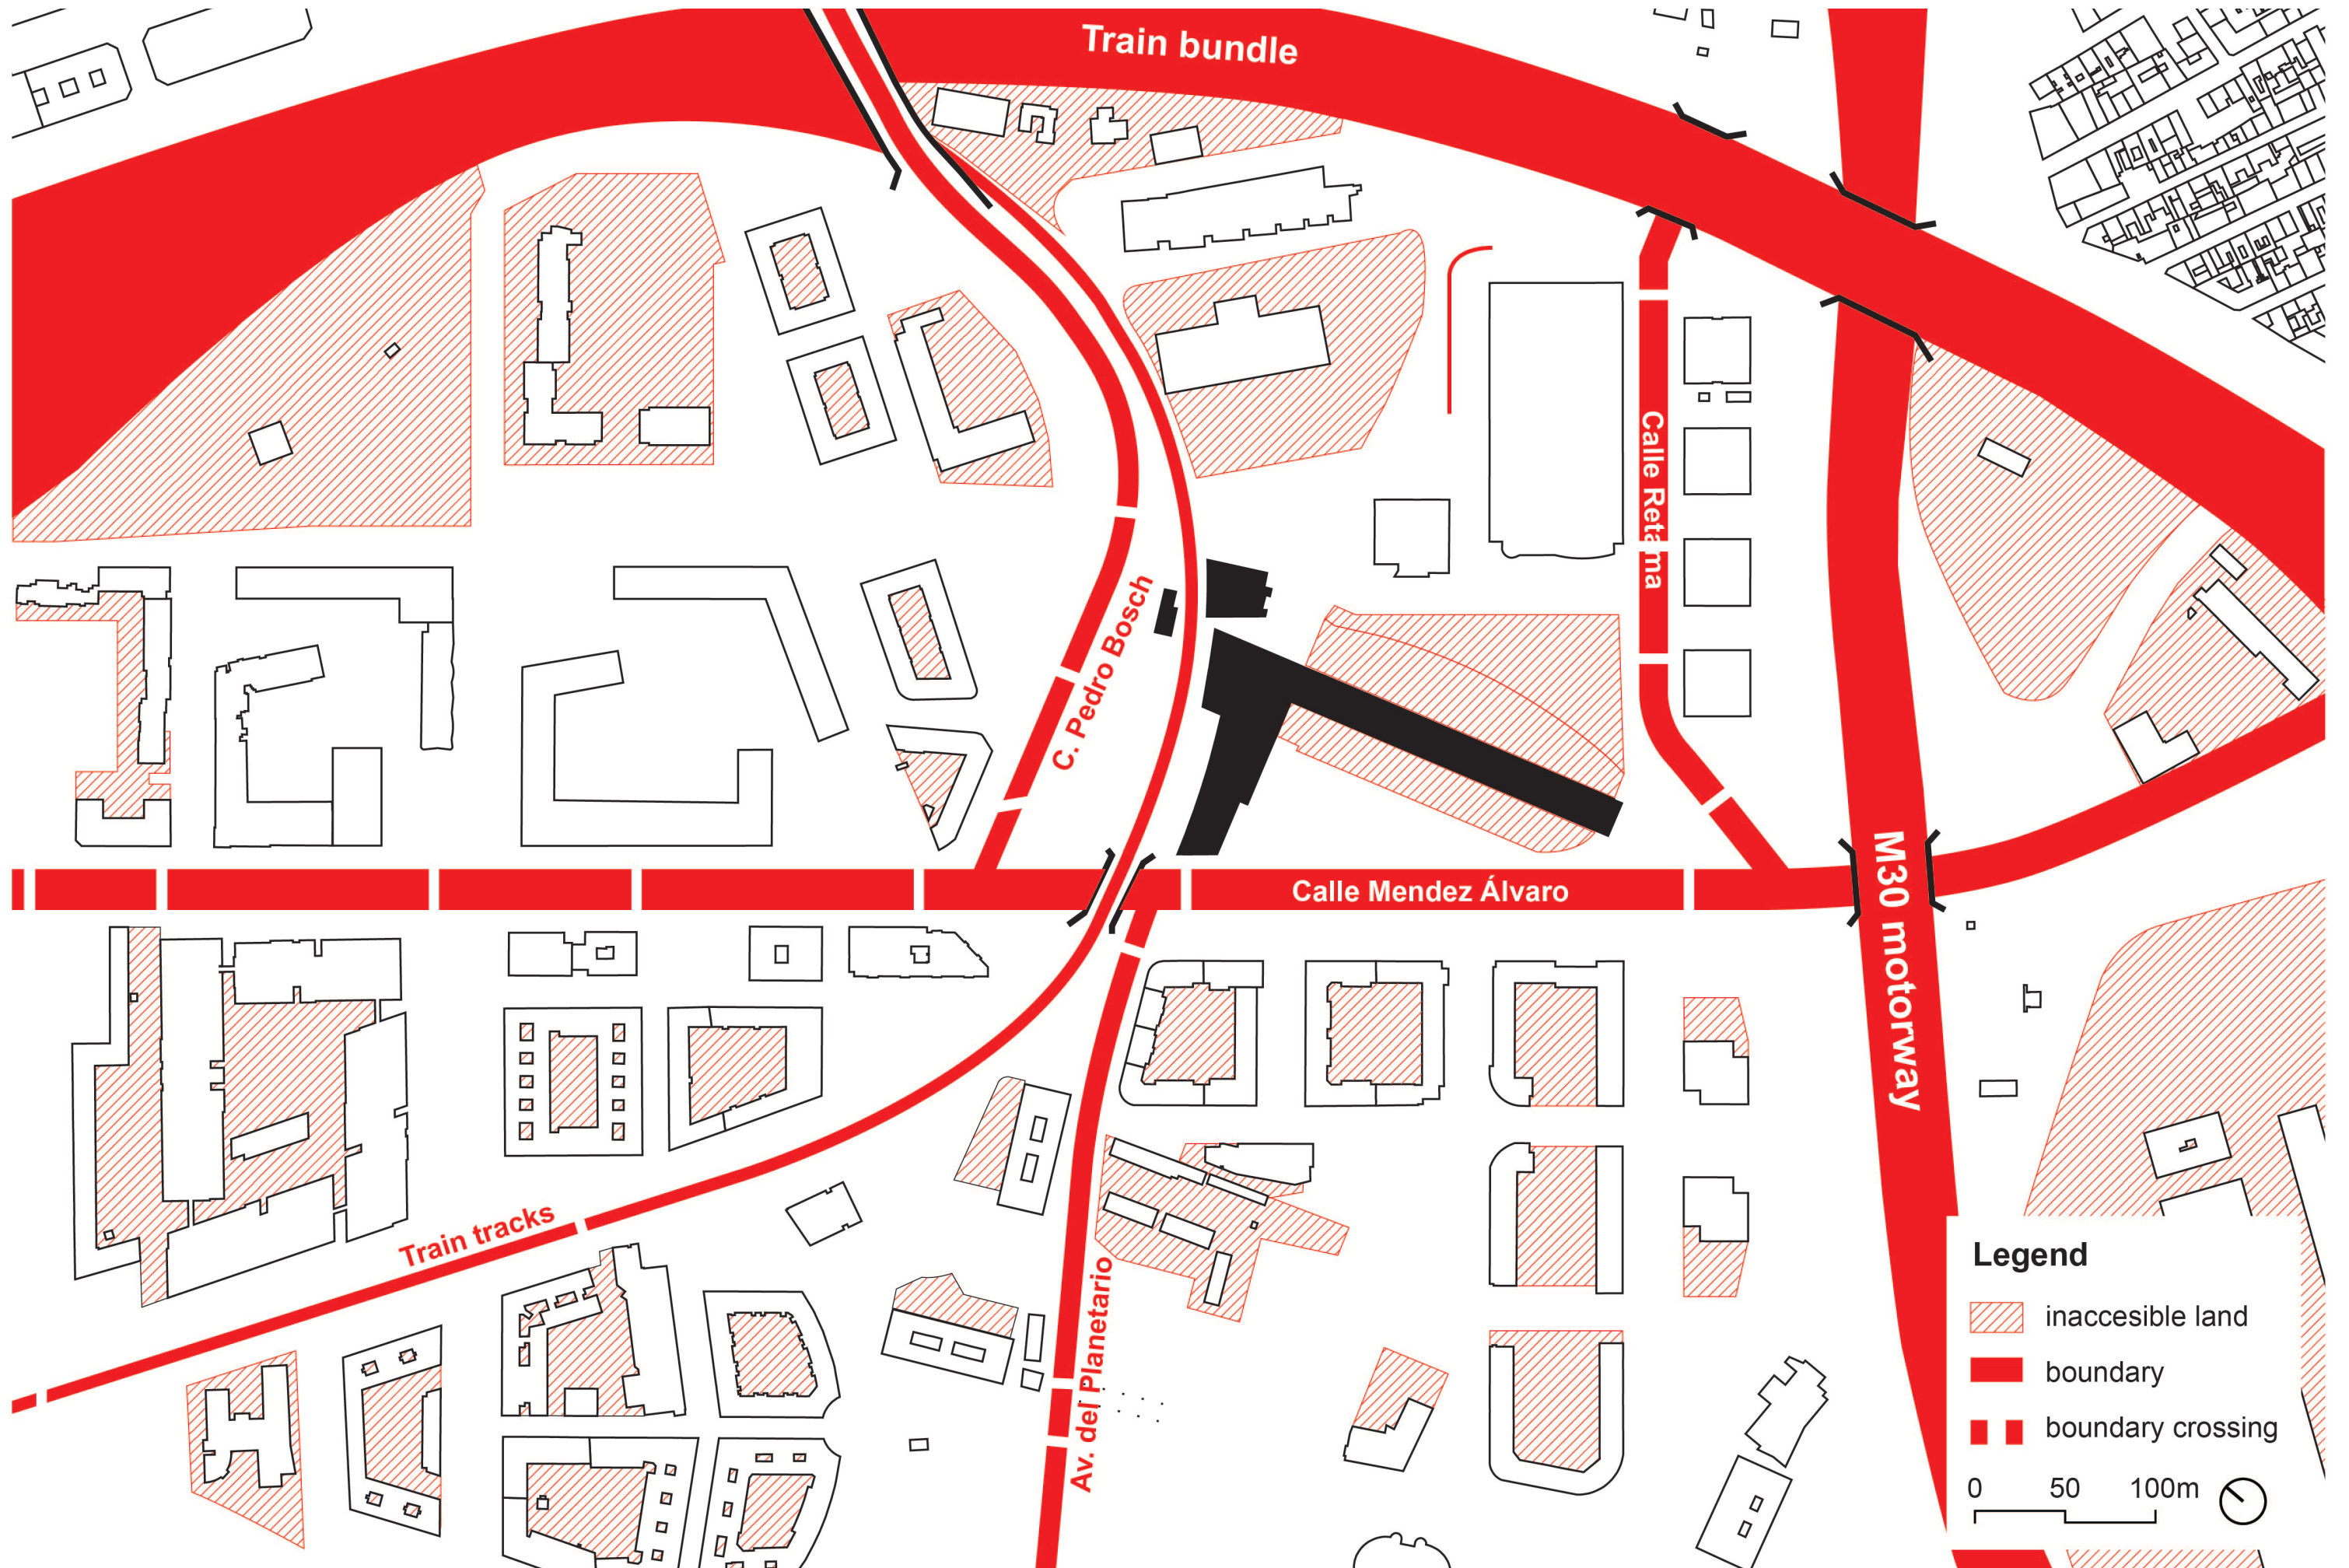 Train bundle
Calle Retama
C. Pedro Bosch
Calle Mendez Álvaro
M30 motorway
Train tracks
Av. del Planetario
Legend
inaccesible land
boundary
boundary crossing
0 50 100m